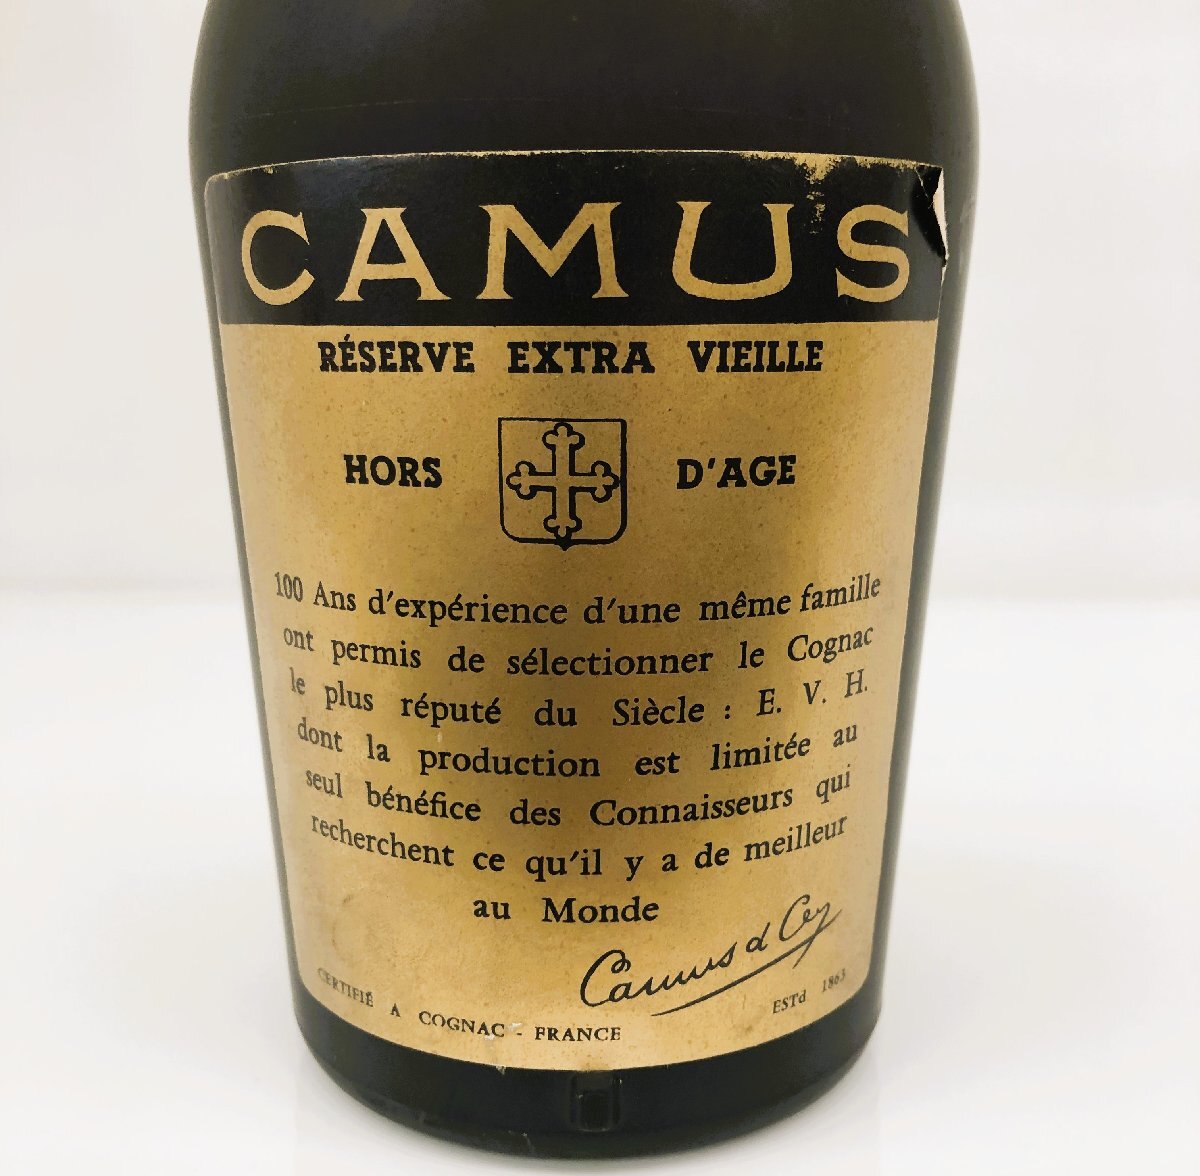 CAMUS
RÉSERVE EXTRA VIEILLE
HORS D'AGE
100 Ans d'expérience d'une même famille
ont permis de sélectionner le Cognac
le plus réputé du Siècle : E. V. H.
dont la production est limitée au
seul bénéfice des Connaisseurs qui
recherchent ce qu'il y a de meilleur
au Monde
Camus & Cey
CERTIFIÉ A COGNAC - FRANCE
ESTd 1863